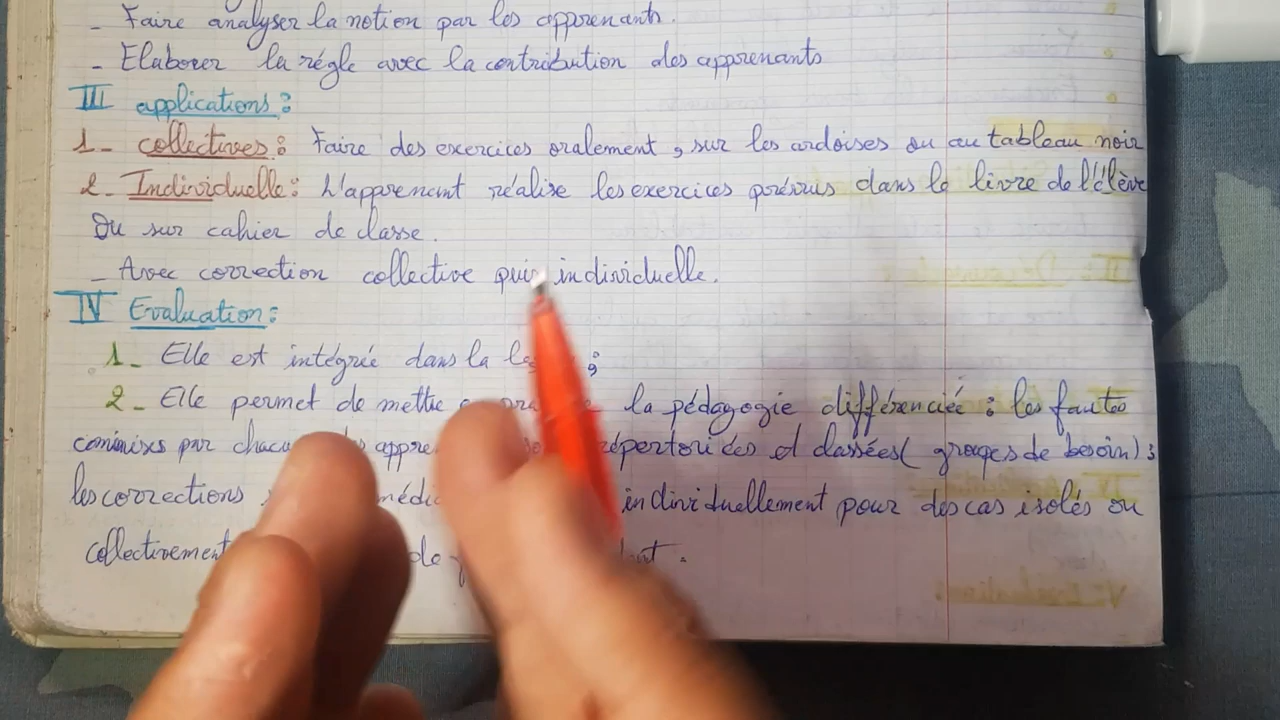 - Faire analyser la notion par les apprenants.
- Elaborer la régle avec la contribution des apprenants
III applications :
1- collectives : Faire des exercices oralement, sur les ardoises ou au tableau noir
2- Individuelle : L'apprenant réalise les exercices prévus dans le livre de l'élève
Ou sur cahier de classe.
- Avec correction collective puis individuelle.
IV Evaluation :
1- Elle est intégrée dans la ;
2- Elle permet de mettre la pédagogie différenciée : les fautes
commises par répertoriées et classées ( groupes de besoin) ;
les corrections individuellement pour des cas isolés ou
collectivement de